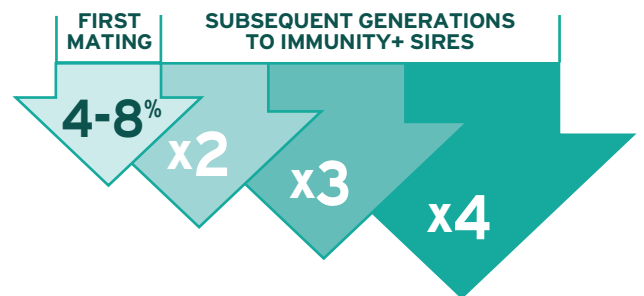 FIRST
MATING
SUBSEQUENT GENERATIONS
TO IMMUNITY+ SIRES
4-8%
x2
x3
x4